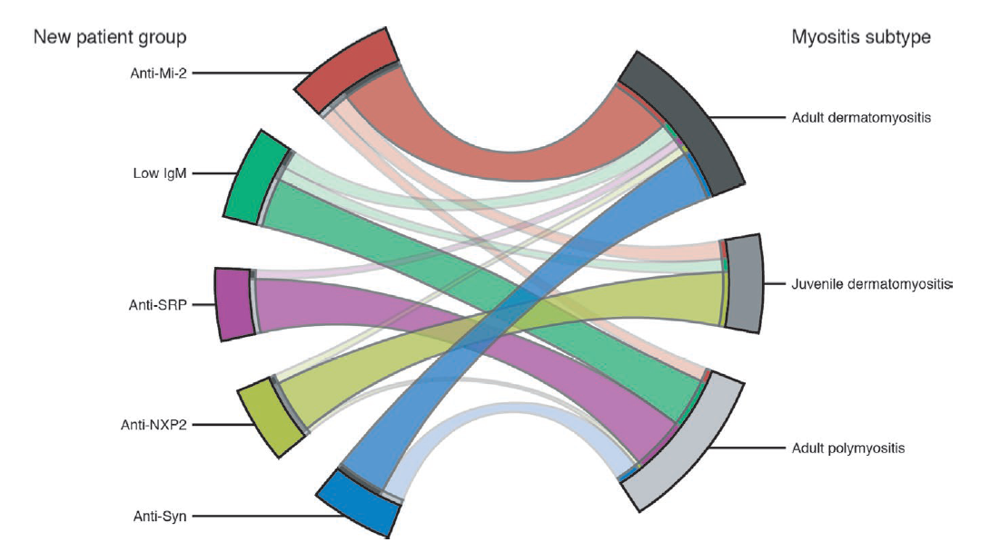 New patient group
Myositis subtype
Anti-Mi-2
Low IgM
Anti-SRP
Anti-NXP2
Anti-Syn
Adult dermatomyositis
Juvenile dermatomyositis
Adult polymyositis